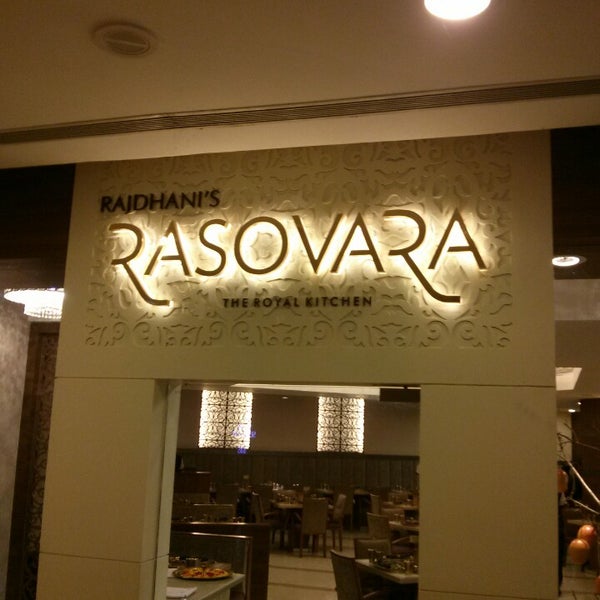 RAJDHANI'S
RASOVARA
THE ROYAL KITCHEN